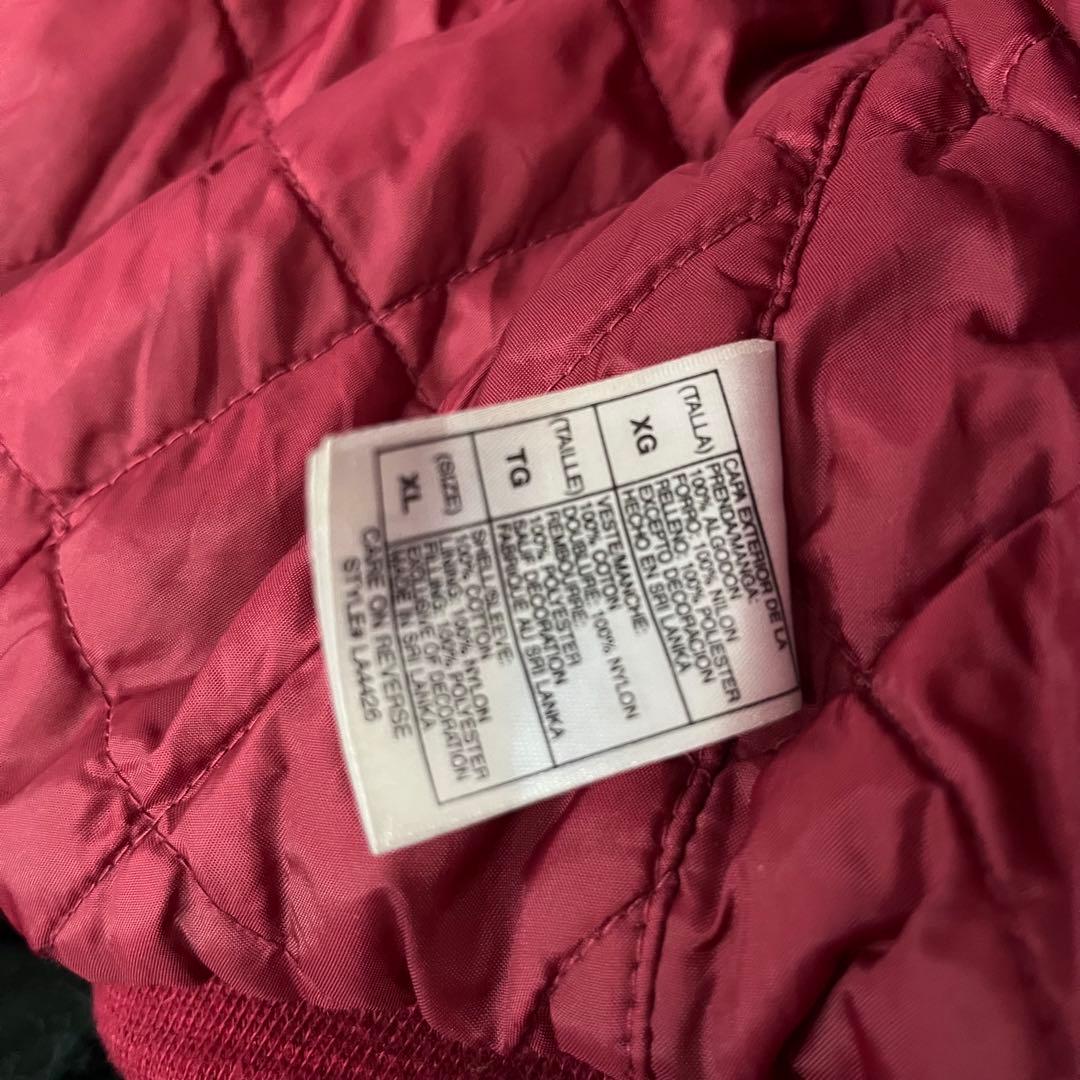 (TALLA)
XG
CAPA EXTERIOR DE LA
PRENDA/MANGA:
100% ALGODON
FORRO: 100% NILON
RELLENO: 100% POLIESTER
EXCEPTO DECORACION
HECHO EN SRI LANKA
(TAILLE)
TG
VESTE/MANCHE:
100% COTON
DOUBLURE: 100% NYLON
REMBOURRE:
100% POLYESTER
SAUF DECORATION
FABRIQUE AU SRI LANKA
(SIZE)
XL
SHELL/SLEEVE:
100% COTTON
LINING: 100% NYLON
FILLING: 100% POLYESTER
EXCLUSIVE OF DECORATION
MADE IN SRI LANKA
CARE ON REVERSE
STYLE# LA4426